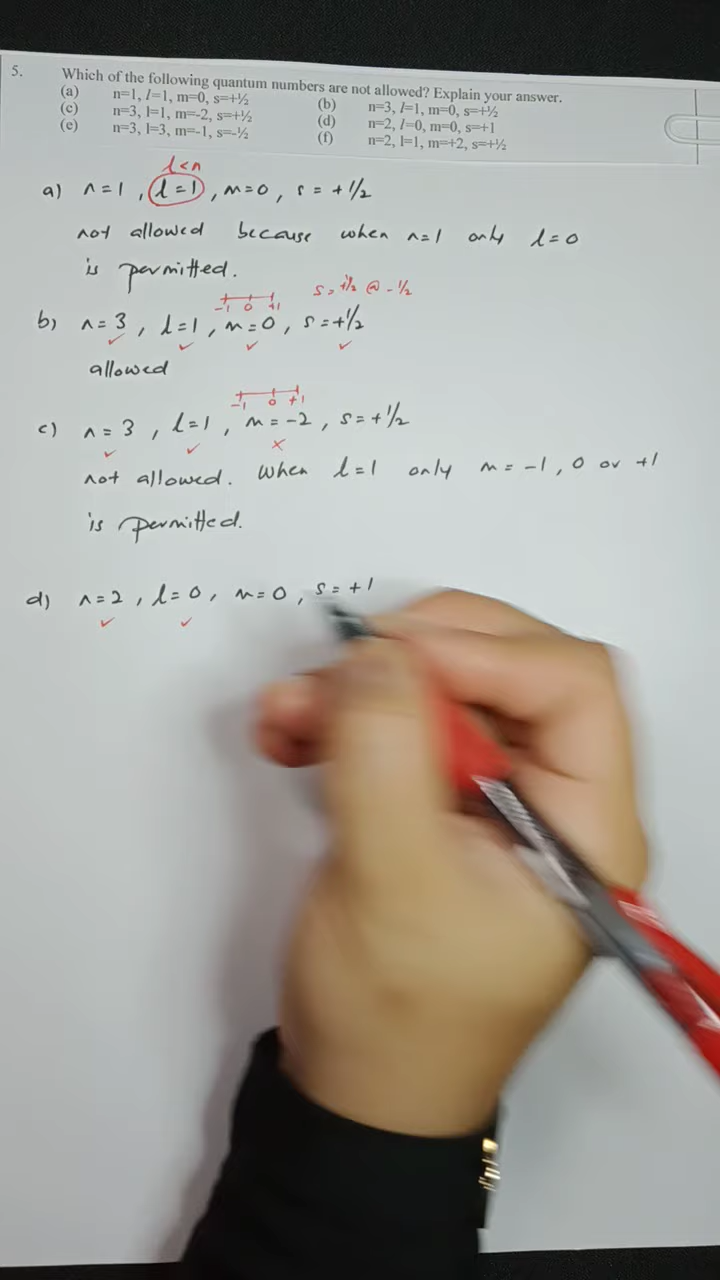 5. Which of the following quantum numbers are not allowed? Explain your answer.
(a) n=1, l=1, m=0, s=+½ (b) n=3, l=1, m=0, s=+½
(c) n=3, l=1, m=-2, s=+½ (d) n=2, l=0, m=0, s=+1
(e) n=3, l=3, m=-1, s=-½ (f) n=2, l=1, m=+2, s=+½
l<n
a) n=1, l=1, m=0, s=+1/2
not allowed because when n=1 only l=0
is permitted.
-1 0 +1 s=+1/2 @ -1/2
b) n=3, l=1, m=0, s=+1/2
✓ ✓ ✓ ✓
allowed
-1 0 +1
c) n=3, l=1, m=-2, s=+1/2
✓ ✓ ×
not allowed. When l=1 only m=-1, 0 or +1
is permitted.
d) n=2, l=0, m=0, s=+1
✓ ✓